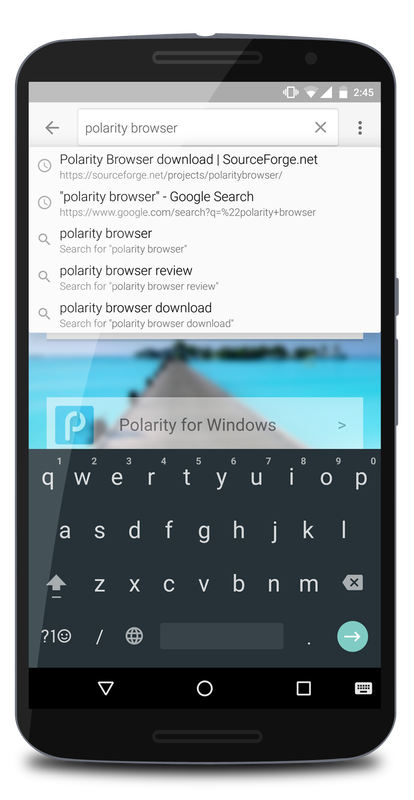 2:45
polarity browser
Polarity Browser download | SourceForge.net
https://sourceforge.net/projects/polaritybrowser/
"polarity browser" - Google Search
https://www.google.com/search?q=%22polarity+browser
polarity browser
Search for "polarity browser"
polarity browser review
Search for "polarity browser review"
polarity browser download
Search for "polarity browser download"
Polarity for Windows >
1 2 3 4 5 6 7 8 9 0
q w e r t y u i o p
a s d f g h j k l
z x c v b n m
?1☺ / .